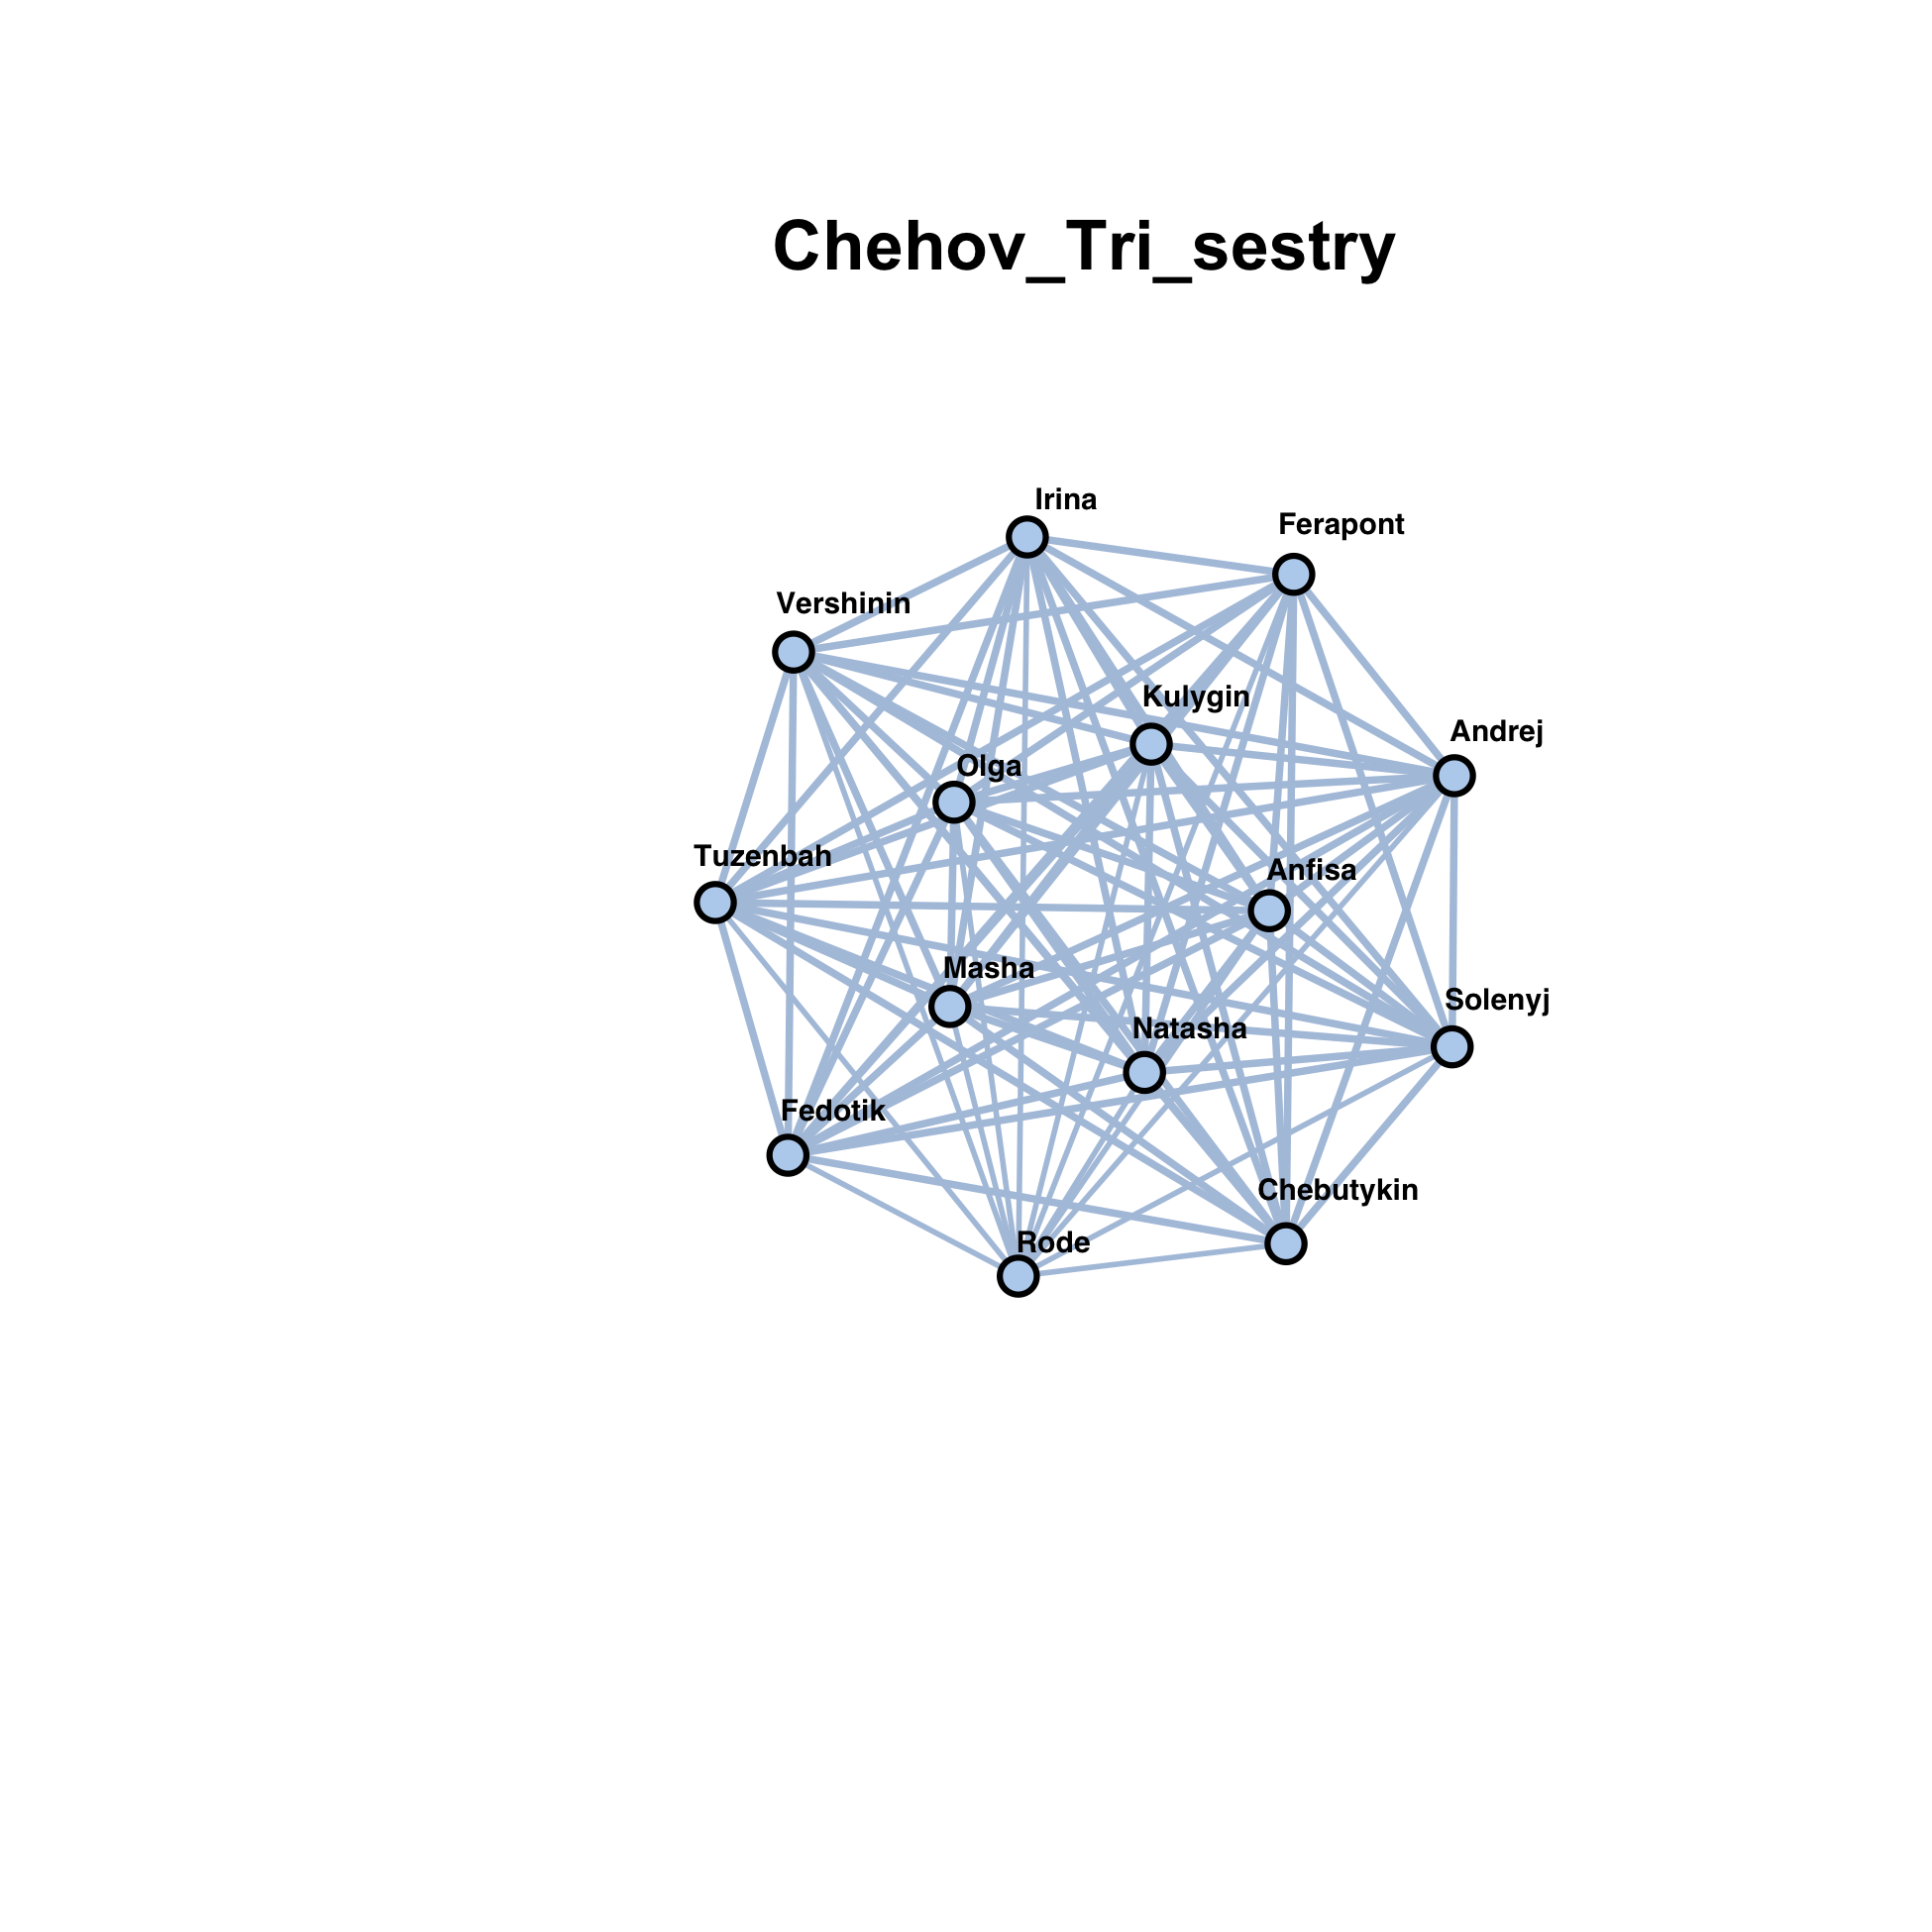 Chehov_Tri_sestry
Irina
Ferapont
Vershinin
Kulygin
Andrej
Olga
Tuzenbah
Anfisa
Masha
Solenyj
Natasha
Fedotik
Chebutykin
Rode